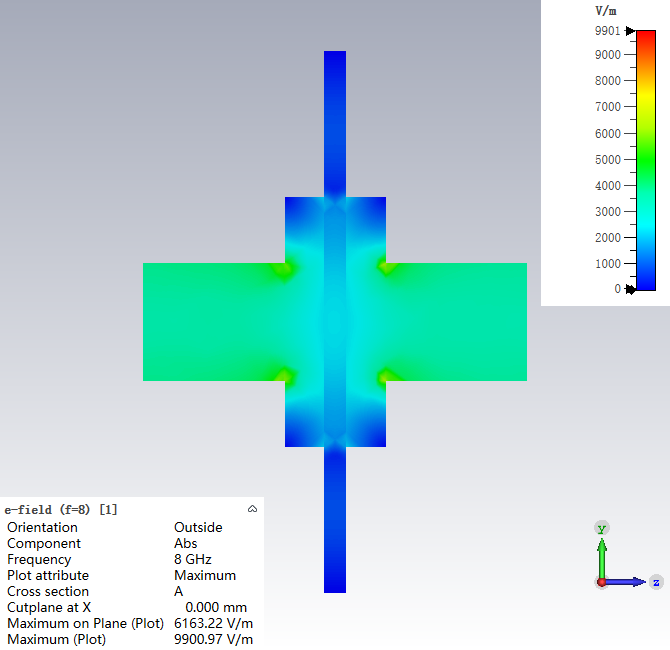 V/m
9901
9000
8000
7000
6000
5000
4000
3000
2000
1000
0
e-field (f=8) [1]
Orientation Outside
Component Abs
Frequency 8 GHz
Plot attribute Maximum
Cross section A
Cutplane at X 0.000 mm
Maximum on Plane (Plot) 6163.22 V/m
Maximum (Plot) 9900.97 V/m
Y
z